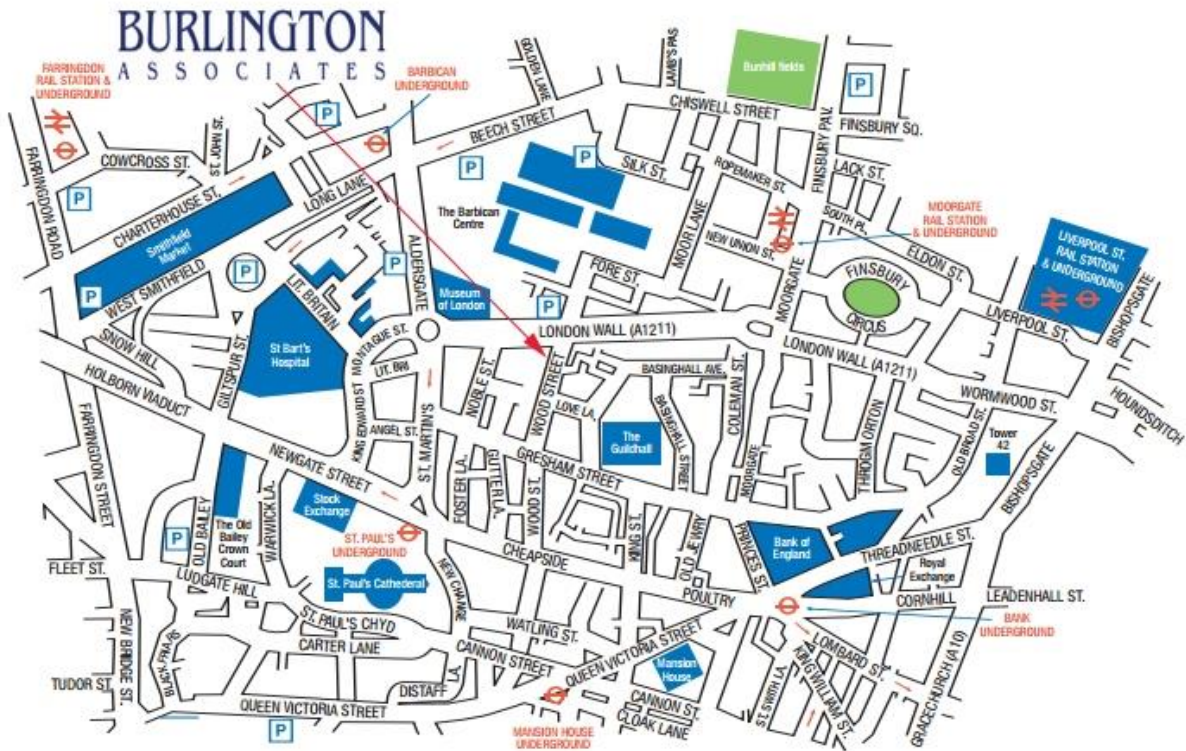 BURLINGTON
ASSOCIATES
FARRINGDON
RAIL STATION &
UNDERGROUND
BARBICAN
UNDERGROUND
GOLDEN LANE
LAMB'S PAS
Bunhill fields
P
P
CHISWELL STREET
FINSBURY SQ.
FINSBURY PAV.
BEECH STREET
COWCROSS ST.
ST. JOHN ST.
P
P
P
SILK ST.
ROPEMAKER ST.
LACK ST.
FARRINGDON ROAD
CHARTERHOUSE ST.
LONG LANE
The Barbican
Centre
MOOR LANE
SOUTH PL.
MOORGATE
RAIL STATION
& UNDERGROUND
Smithfield
Market
NEW UNION ST.
ELDON ST.
LIVERPOOL ST.
RAIL STATION
& UNDERGROUND
ALDERSGATE
P
P
P
WEST SMITHFIELD
LIT. BRITAIN
FORE ST.
MOORGATE
FINSBURY
CIRCUS
BISHOPSGATE
Museum
of London
P
LIVERPOOL ST.
SNOW HILL
St Bart's
Hospital
MONTAGUE ST.
LONDON WALL (A1211)
LONDON WALL (A1211)
GILTSPUR ST.
LIT. BRI
HOLBORN VIADUCT
NOBLE ST.
WOOD STREET
BASINGHALL AVE.
COLEMAN ST.
WORMWOOD ST.
HOUNDSDITCH
KING EDWARD ST
ANGEL ST.
ST. MARTIN'S
LOVE LA.
The
Guildhall
BASINGHALL STREET
THROGMORTON
OLD BROAD ST.
Tower
42
FARRINGDON STREET
NEWGATE STREET
GRESHAM STREET
MOORGATE
BISHOPSGATE
FOSTER LA.
GUTTER LA.
WOOD ST.
Stock
Exchange
OLD BAILEY
The Old
Bailey
Crown
Court
WARWICK LA.
P
ST. PAUL'S
UNDERGROUND
CHEAPSIDE
KING ST.
OLD JEWRY
PRINCES ST.
Bank of
England
THREADNEEDLE ST.
Royal
Exchange
FLEET ST.
LUDGATE HILL
St. Paul's Cathederal
NEW CHANGE
POULTRY
CORNHILL
LEADENHALL ST.
BANK
UNDERGROUND
NEW BRIDGE ST.
BLACKFRIARS
ST. PAUL'S CHYD
CARTER LANE
WATLING ST.
CANNON STREET
QUEEN VICTORIA STREET
Mansion
House
LOMBARD ST.
KING WILLIAM ST.
ST. SWITH LA.
GRACECHURCH (A10)
TUDOR ST.
DISTAFF LA.
QUEEN VICTORIA STREET
CANNON ST.
CLOAK LANE
P
MANSION HOUSE
UNDERGROUND